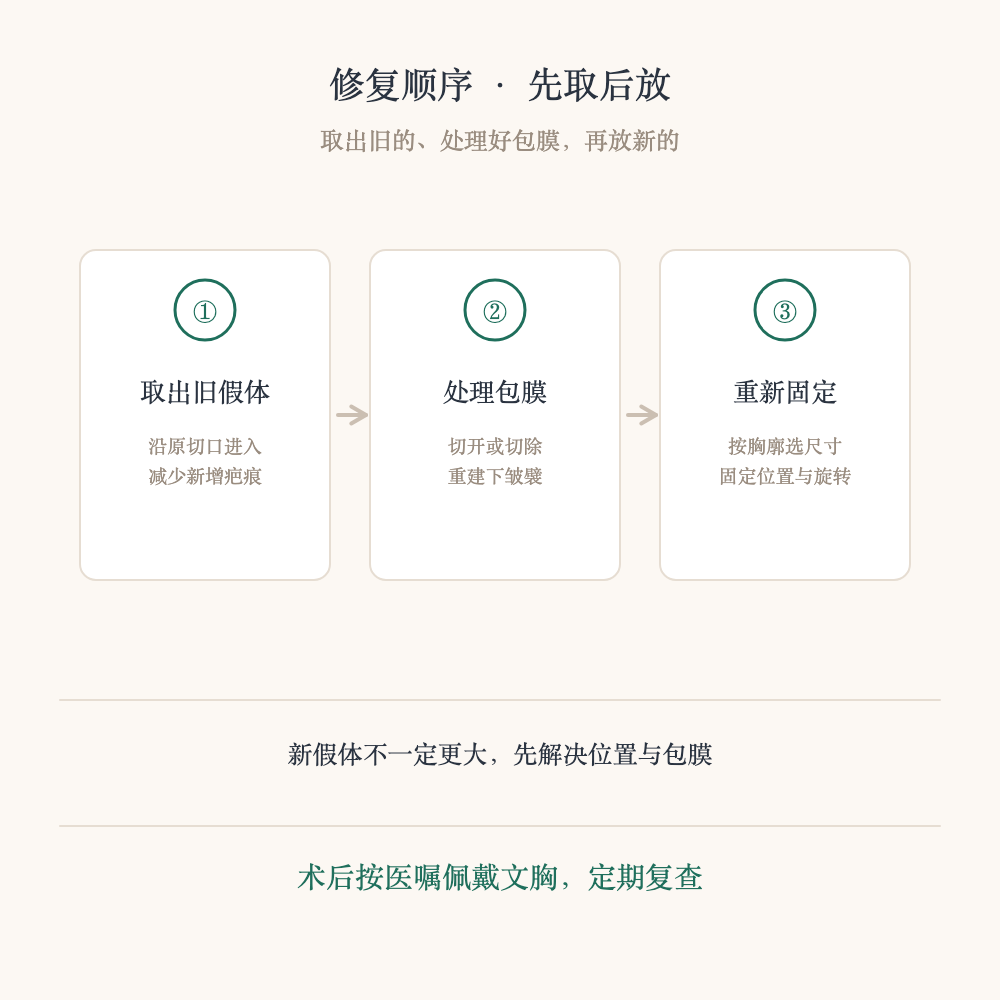 修复顺序 · 先取后放
取出旧的、处理好包膜，再放新的
①
取出旧假体
沿原切口进入
减少新增疤痕
②
处理包膜
切开或切除
重建下皱襞
③
重新固定
按胸廓选尺寸
固定位置与旋转
新假体不一定更大，先解决位置与包膜
术后按医嘱佩戴文胸，定期复查